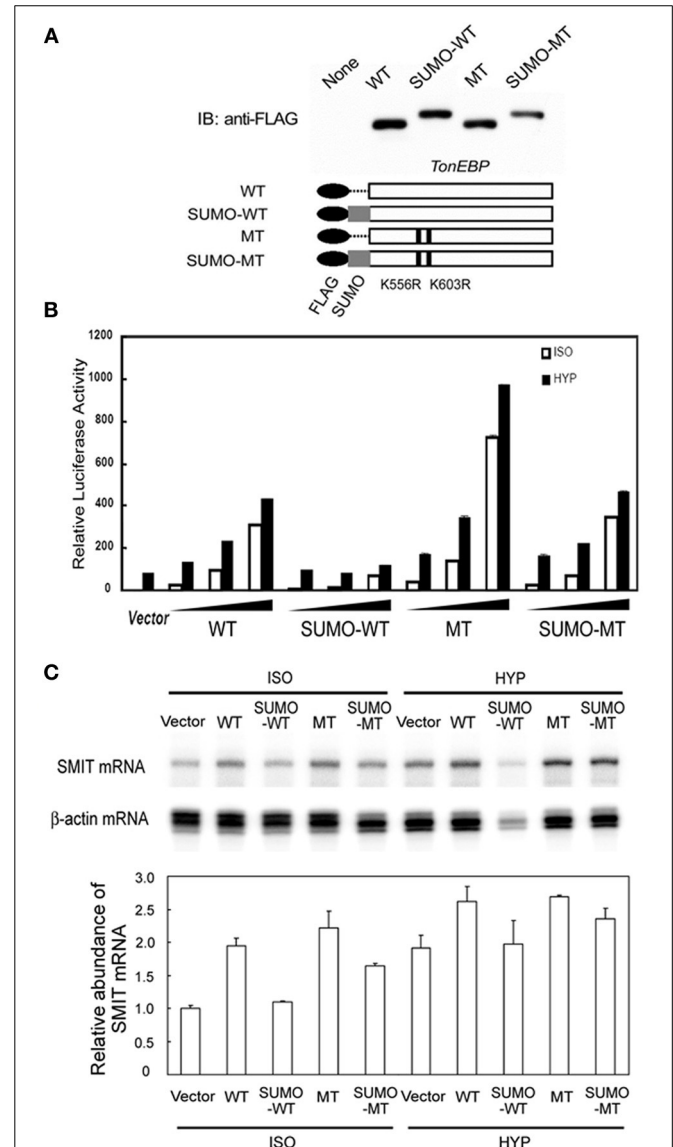 A
None WT SUMO-WT MT SUMO-MT
IB: anti-FLAG
TonEBP
WT
SUMO-WT
MT
SUMO-MT
FLAG SUMO K556R K603R
B
Relative Luciferase Activity
1200
1000
800
600
400
200
0
ISO
HYP
Vector WT SUMO-WT MT SUMO-MT
C
ISO HYP
Vector WT SUMO-WT MT SUMO-MT Vector WT SUMO-WT MT SUMO-MT
SMIT mRNA
β-actin mRNA
Relative abundance of
SMIT mRNA
3.0
2.5
2.0
1.5
1.0
0.5
0
Vector WT SUMO-WT MT SUMO-MT Vector WT SUMO-WT MT SUMO-MT
ISO HYP